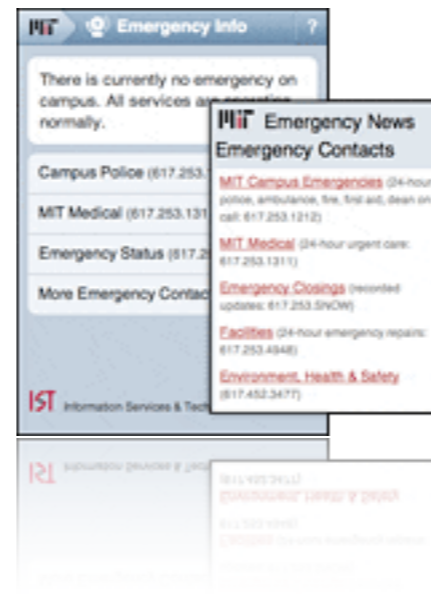 MIT Emergency Info ?
There is currently no emergency on
campus. All services are operating
normally.
Campus Police (617.253.
MIT Medical (617.253.131
Emergency Status (617.2
More Emergency Contac
IST Information Services & Tech
MIT Emergency News
Emergency Contacts
MIT Campus Emergencies (24-hour
police, ambulance, fire, first aid, dean on
call: 617.253.1212)
MIT Medical (24-hour urgent care:
617.253.1311)
Emergency Closings (recorded
updates: 617.253.SNOW)
Facilities (24-hour emergency repairs:
617.253.4948)
Environment, Health & Safety
(617.452.3477)